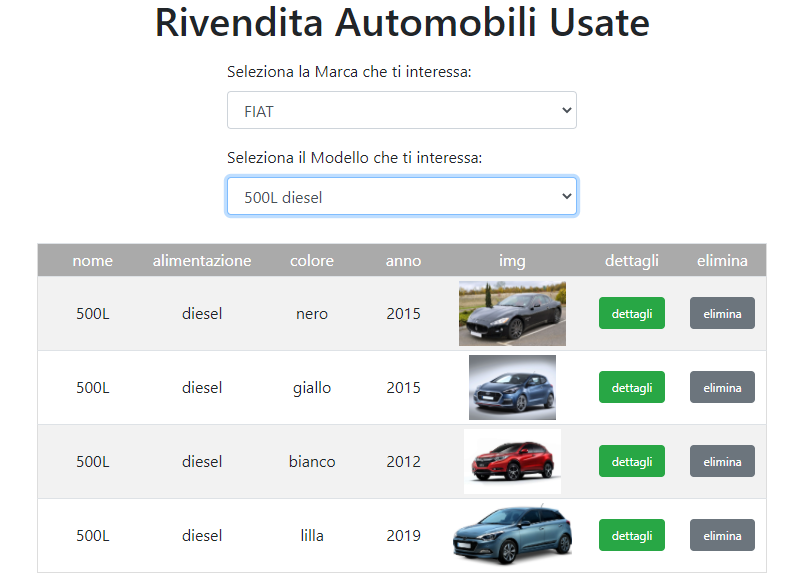 Rivendita Automobili Usate
Seleziona la Marca che ti interessa:
FIAT
Seleziona il Modello che ti interessa:
500L diesel
nome alimentazione colore anno img dettagli elimina
500L diesel nero 2015 dettagli elimina
500L diesel giallo 2015 dettagli elimina
500L diesel bianco 2012 dettagli elimina
500L diesel lilla 2019 dettagli elimina